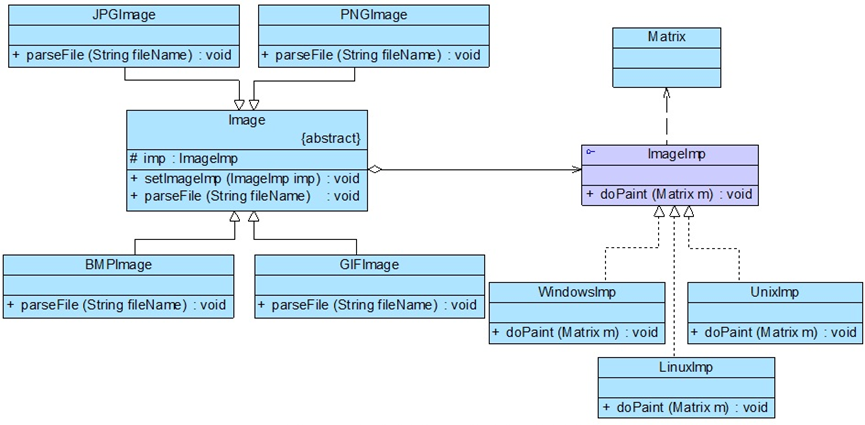 JPGImage
+ parseFile (String fileName) : void
PNGImage
+ parseFile (String fileName) : void
Matrix
Image
{abstract}
# imp : ImageImp
+ setImageImp (ImageImp imp) : void
+ parseFile (String fileName) : void
ImageImp
+ doPaint (Matrix m) : void
BMPImage
+ parseFile (String fileName) : void
GIFImage
+ parseFile (String fileName) : void
WindowsImp
+ doPaint (Matrix m) : void
UnixImp
+ doPaint (Matrix m) : void
LinuxImp
+ doPaint (Matrix m) : void